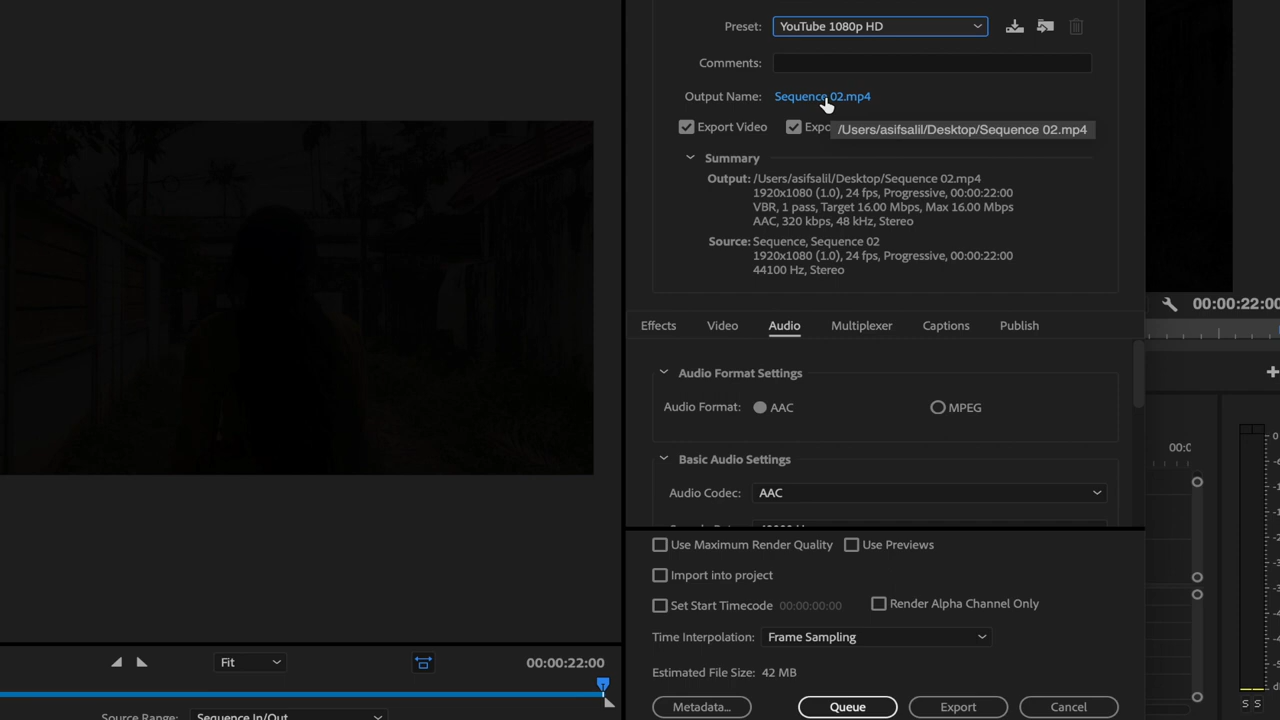 Preset: YouTube 1080p HD
Comments:
Output Name: Sequence 02.mp4
Export Video Expo
/Users/asifsalil/Desktop/Sequence 02.mp4
Summary
Output: /Users/asifsalil/Desktop/Sequence 02.mp4
1920x1080 (1.0), 24 fps, Progressive, 00:00:22:00
VBR, 1 pass, Target 16.00 Mbps, Max 16.00 Mbps
AAC, 320 kbps, 48 kHz, Stereo
Source: Sequence, Sequence 02
1920x1080 (1.0), 24 fps, Progressive, 00:00:22:00
44100 Hz, Stereo
00:00:22:00
Effects Video Audio Multiplexer Captions Publish
Audio Format Settings
Audio Format: AAC MPEG
00:0
Basic Audio Settings
Audio Codec: AAC
Use Maximum Render Quality Use Previews
Import into project
Set Start Timecode 00:00:00:00 Render Alpha Channel Only
Time Interpolation: Frame Sampling
Fit 00:00:22:00
Estimated File Size: 42 MB
Metadata... Queue Export Cancel
S S
Source Range: Sequence In/Out